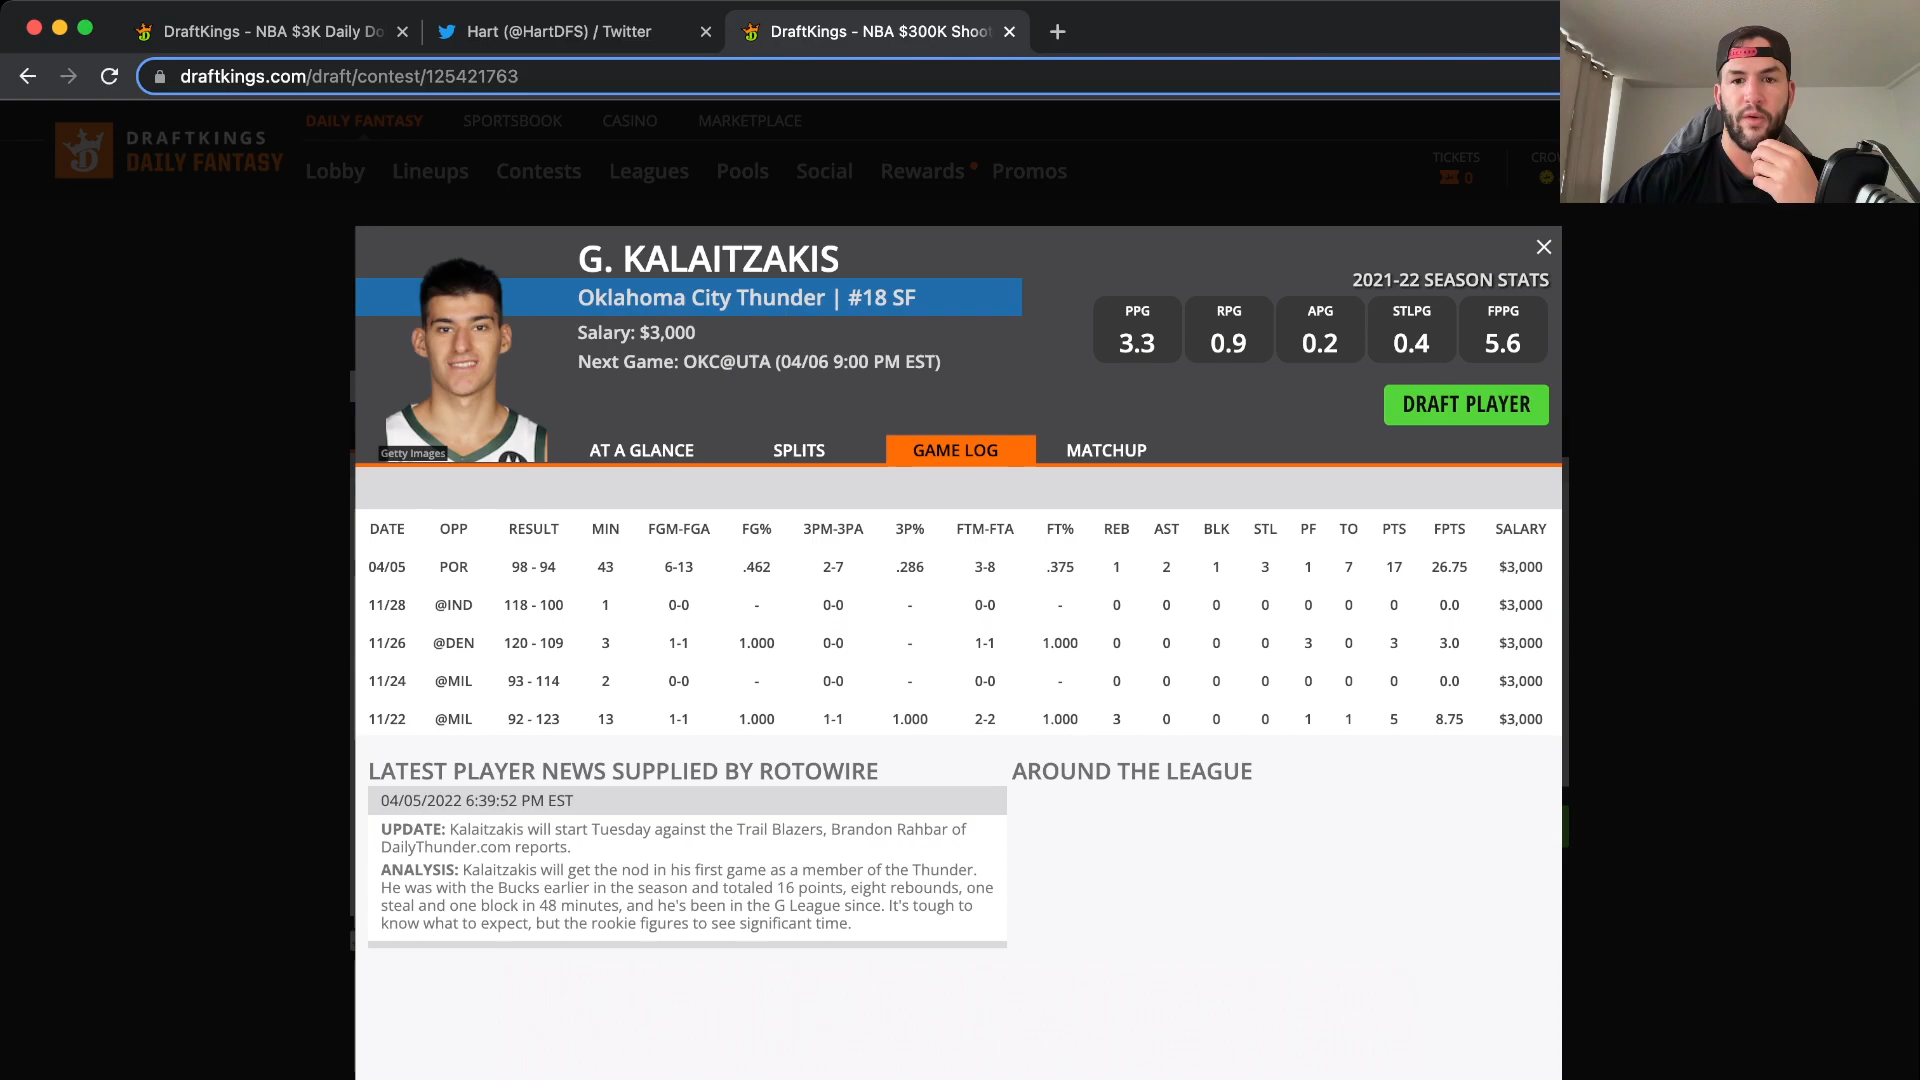 DraftKings - NBA $3K Daily Do
Hart (@HartDFS) / Twitter
DraftKings - NBA $300K Shoot
draftkings.com/draft/contest/125421763
DRAFTKINGS
DAILY FANTASY
DAILY FANTASY SPORTSBOOK CASINO MARKETPLACE
Lobby Lineups Contests Leagues Pools Social Rewards Promos
TICKETS
0
CROW
G. KALAITZAKIS
Oklahoma City Thunder | #18 SF
Salary: $3,000
Next Game: OKC@UTA (04/06 9:00 PM EST)
Getty Images
2021-22 SEASON STATS
PPG RPG APG STLPG FPPG
3.3 0.9 0.2 0.4 5.6
DRAFT PLAYER
AT A GLANCE SPLITS GAME LOG MATCHUP
DATE OPP RESULT MIN FGM-FGA FG% 3PM-3PA 3P% FTM-FTA FT% REB AST BLK STL PF TO PTS FPTS SALARY
04/05 POR 98 - 94 43 6-13 .462 2-7 .286 3-8 .375 1 2 1 3 1 7 17 26.75 $3,000
11/28 @IND 118 - 100 1 0-0 - 0-0 - 0-0 - 0 0 0 0 0 0 0 0.0 $3,000
11/26 @DEN 120 - 109 3 1-1 1.000 0-0 - 1-1 1.000 0 0 0 0 3 0 3 3.0 $3,000
11/24 @MIL 93 - 114 2 0-0 - 0-0 - 0-0 - 0 0 0 0 0 0 0 0.0 $3,000
11/22 @MIL 92 - 123 13 1-1 1.000 1-1 1.000 2-2 1.000 3 0 0 0 1 1 5 8.75 $3,000
LATEST PLAYER NEWS SUPPLIED BY ROTOWIRE
04/05/2022 6:39:52 PM EST
UPDATE: Kalaitzakis will start Tuesday against the Trail Blazers, Brandon Rahbar of
DailyThunder.com reports.
ANALYSIS: Kalaitzakis will get the nod in his first game as a member of the Thunder.
He was with the Bucks earlier in the season and totaled 16 points, eight rebounds, one
steal and one block in 48 minutes, and he's been in the G League since. It's tough to
know what to expect, but the rookie figures to see significant time.
AROUND THE LEAGUE